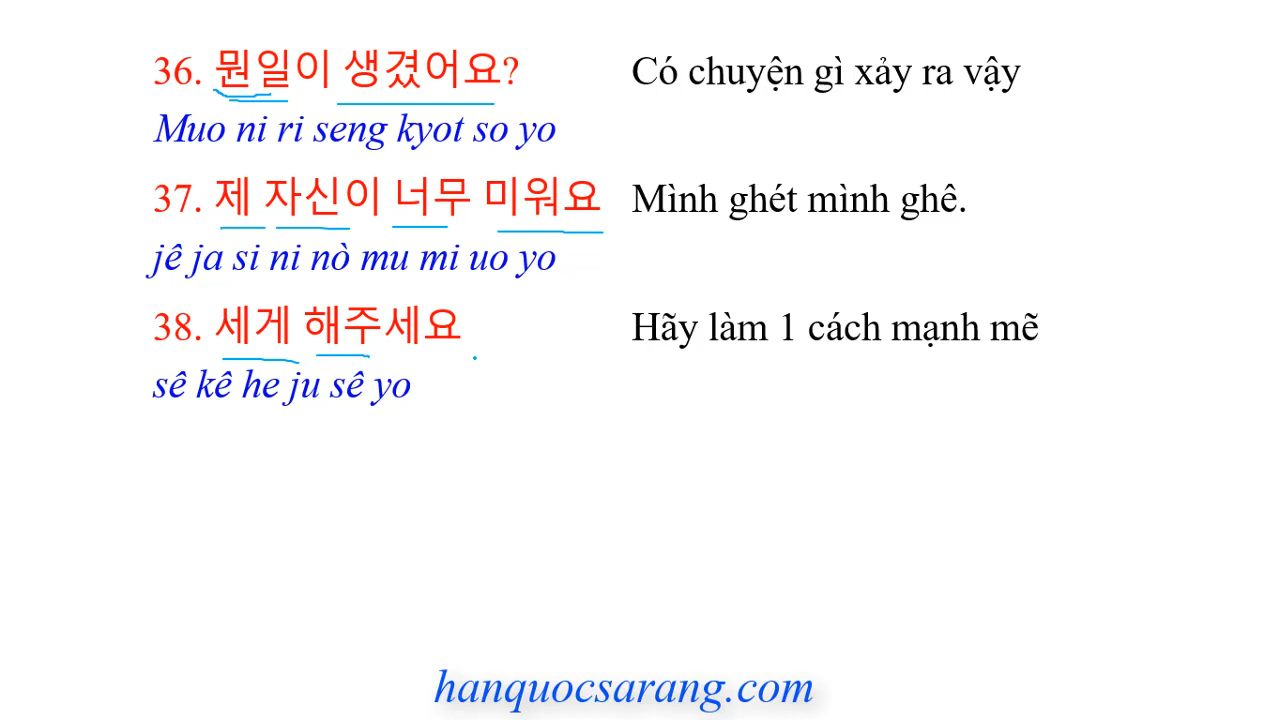 36. 뭔일이 생겼어요? Có chuyện gì xảy ra vậy
Muo ni ri seng kyot so yo
37. 제 자신이 너무 미워요 Mình ghét mình ghê.
jê ja si ni nò mu mi uo yo
38. 세게 해주세요 Hãy làm 1 cách mạnh mẽ
sê kê he ju sê yo
hanquocsarang.com